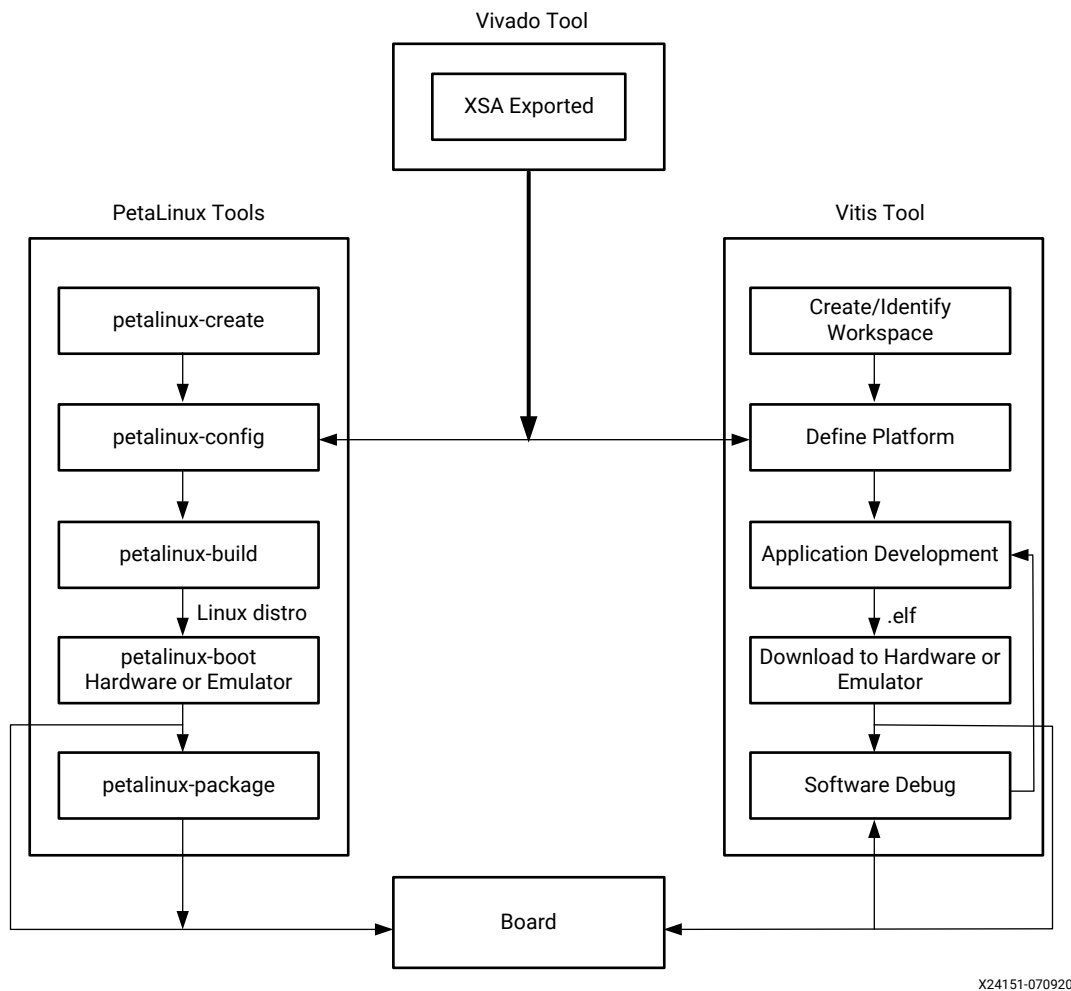 Vivado Tool
XSA Exported
PetaLinux Tools
petalinux-create
petalinux-config
petalinux-build
Linux distro
petalinux-boot
Hardware or Emulator
petalinux-package
Vitis Tool
Create/Identify
Workspace
Define Platform
Application Development
.elf
Download to Hardware or
Emulator
Software Debug
Board
X24151-070920